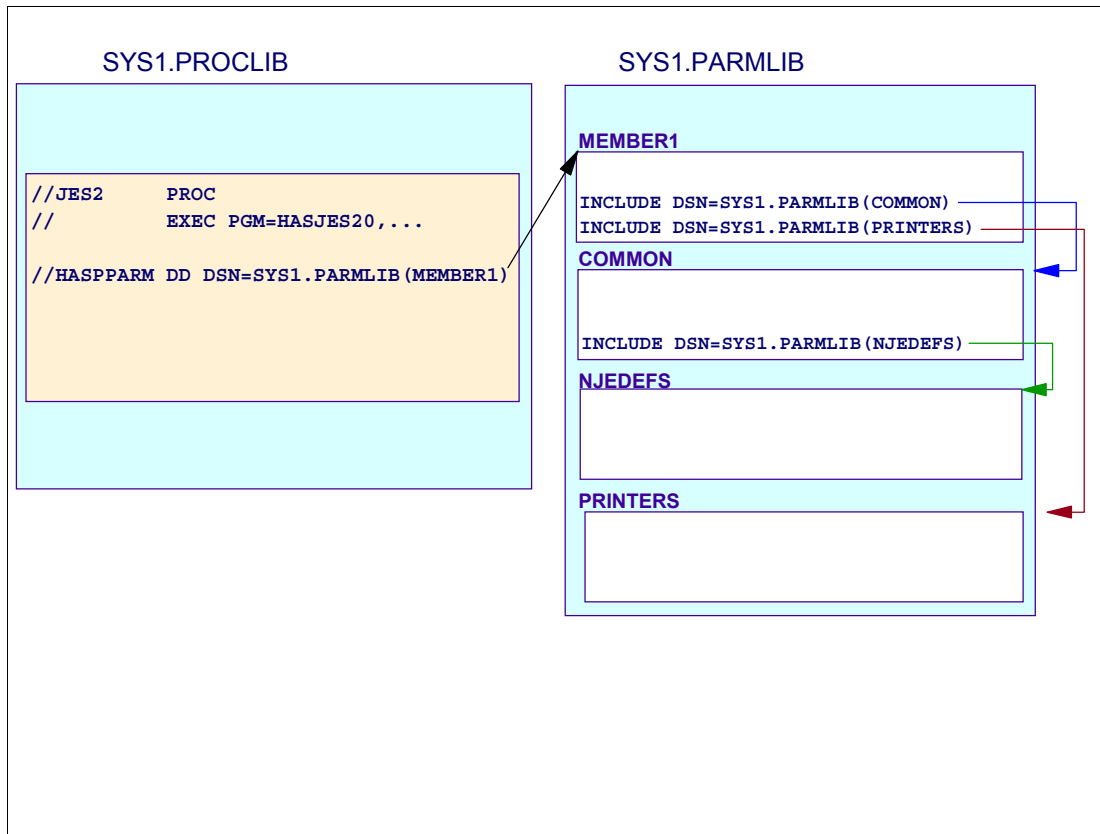 SYS1.PROCLIB
//JES2 PROC
// EXEC PGM=HASJES20,...
//HASPPARM DD DSN=SYS1.PARMLIB(MEMBER1)
SYS1.PARMLIB
MEMBER1
INCLUDE DSN=SYS1.PARMLIB(COMMON)
INCLUDE DSN=SYS1.PARMLIB(PRINTERS)
COMMON
INCLUDE DSN=SYS1.PARMLIB(NJEDEFS)
NJEDEFS
PRINTERS